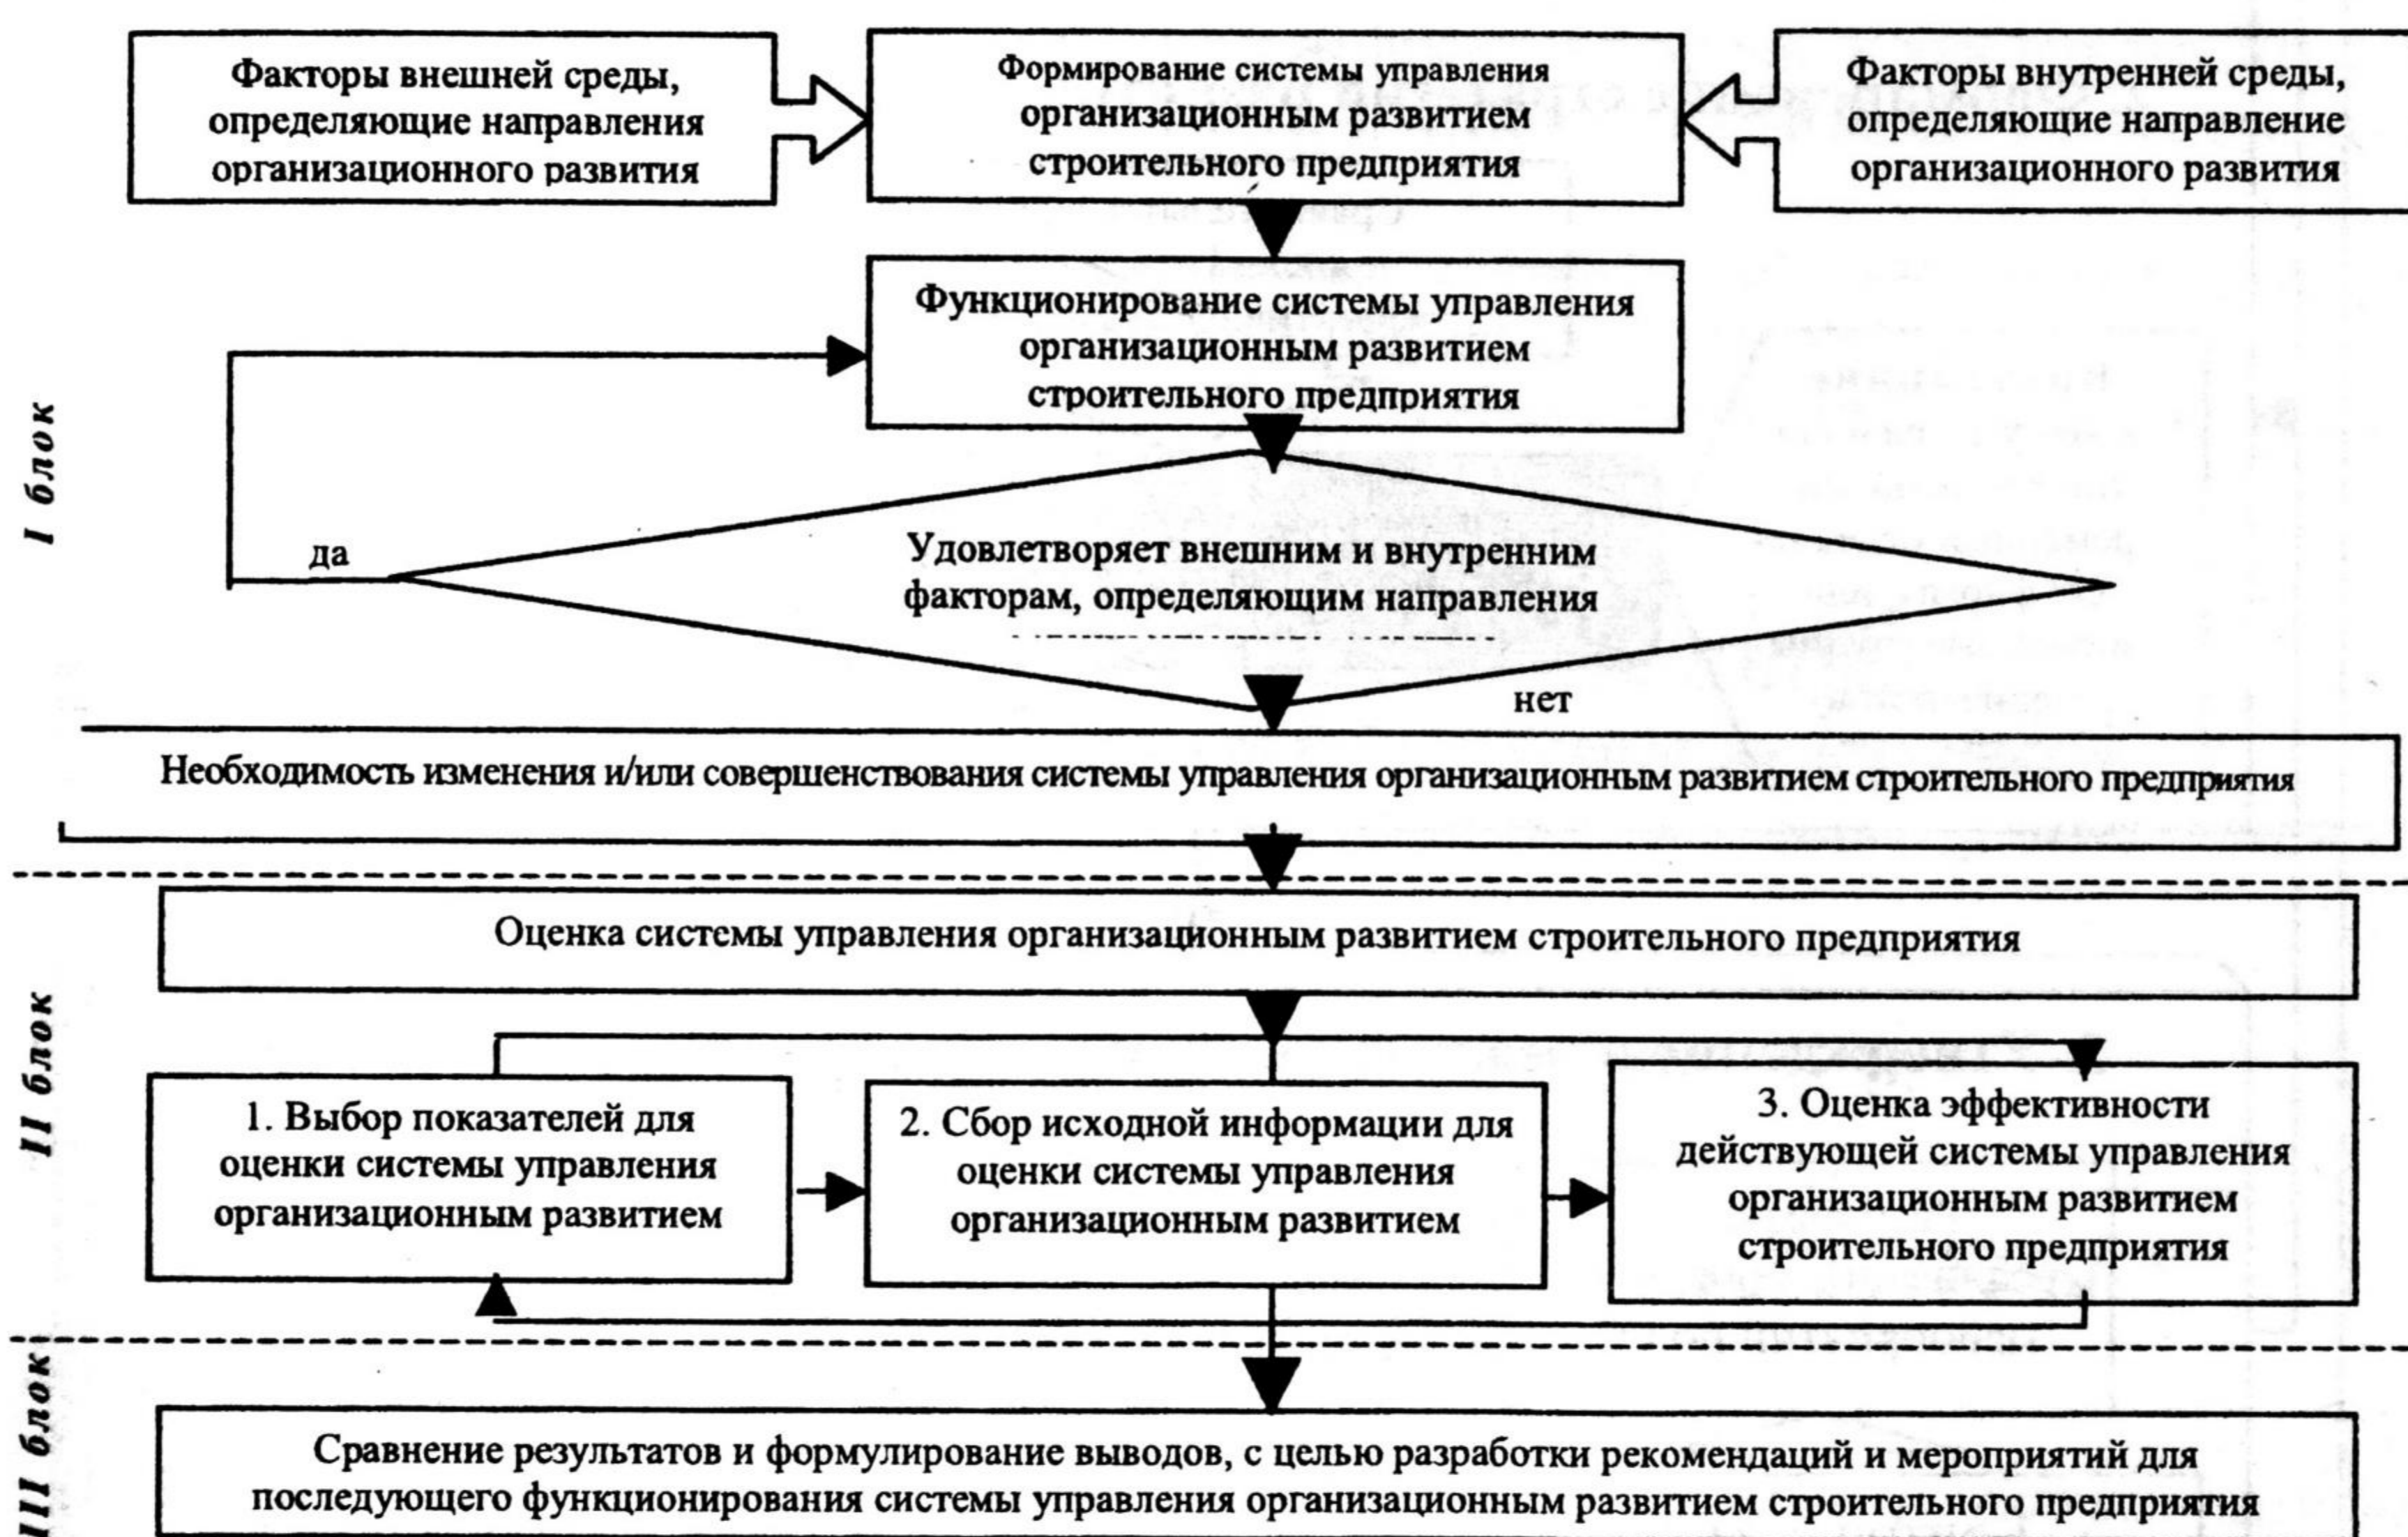 Факторы внешней среды,
определяющие направления
организационного развития
Формирование системы управления
организационным развитием
строительного предприятия
Факторы внутренней среды,
определяющие направление
организационного развития
I блок
Функционирование системы управления
организационным развитием
строительного предприятия
да
Удовлетворяет внешним и внутренним
факторам, определяющим направления
нет
Необходимость изменения и/или совершенствования системы управления организационным развитием строительного предприятия
II блок
Оценка системы управления организационным развитием строительного предприятия
1. Выбор показателей для
оценки системы управления
организационным развитием
2. Сбор исходной информации для
оценки системы управления
организационным развитием
3. Оценка эффективности
действующей системы управления
организационным развитием
строительного предприятия
III блок
Сравнение результатов и формулирование выводов, с целью разработки рекомендаций и мероприятий для
последующего функционирования системы управления организационным развитием строительного предприятия